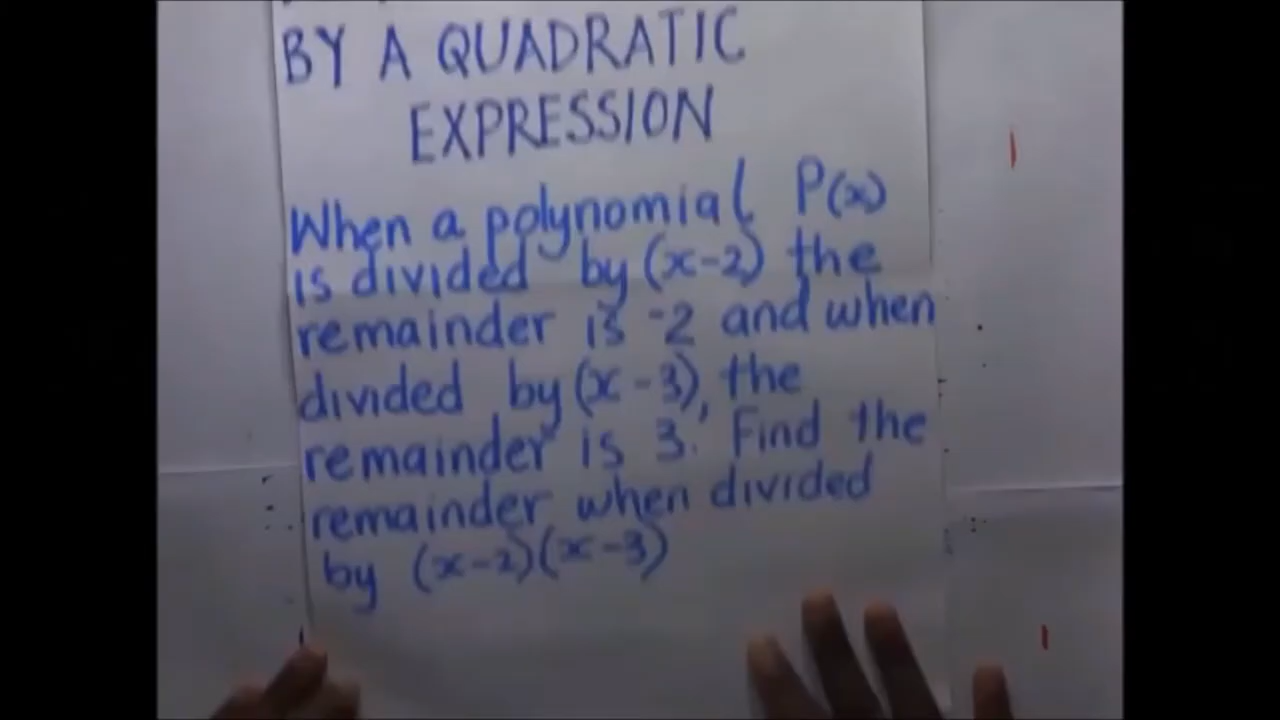 BY A QUADRATIC
EXPRESSION
When a polynomial P(x)
is divided by (x-2) the
remainder is -2 and when
divided by (x-3), the
remainder is 3. Find the
remainder when divided
by (x-2)(x-3)